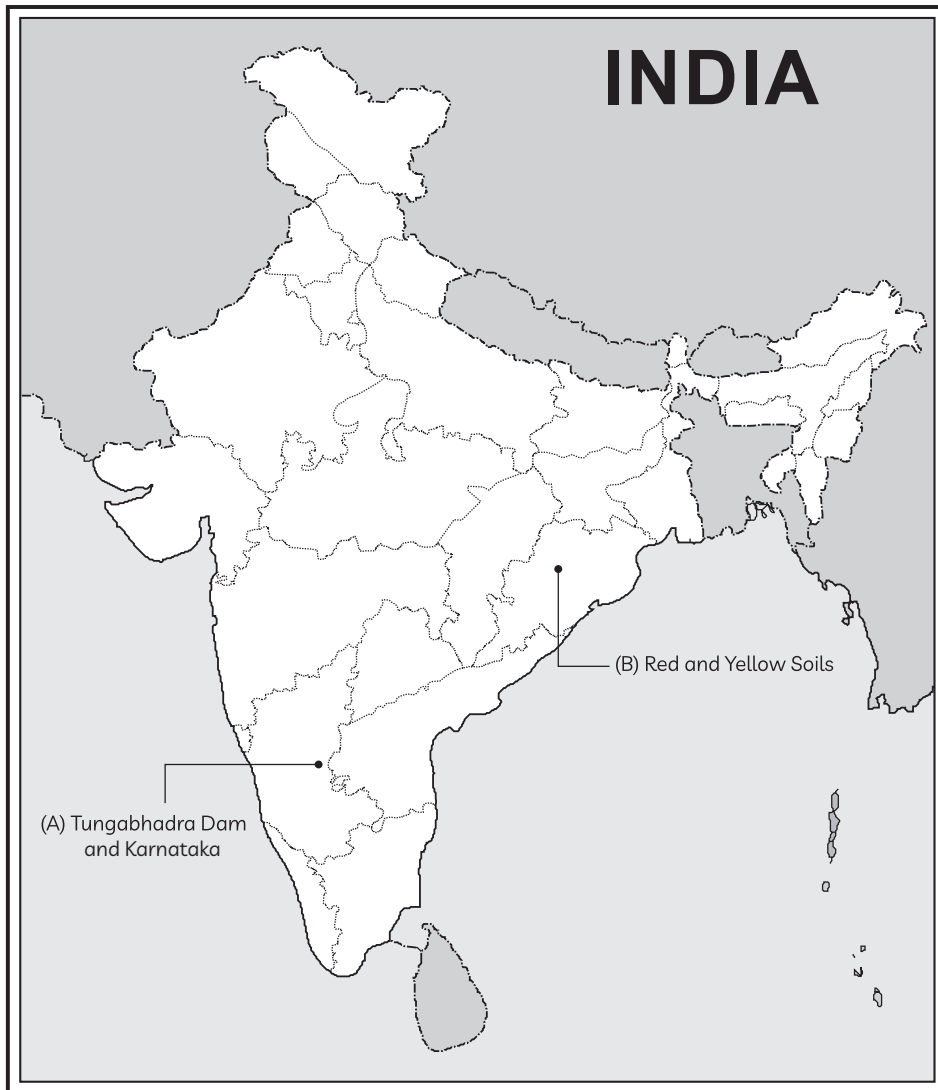 INDIA
(B) Red and Yellow Soils
(A) Tungabhadra Dam
and Karnataka